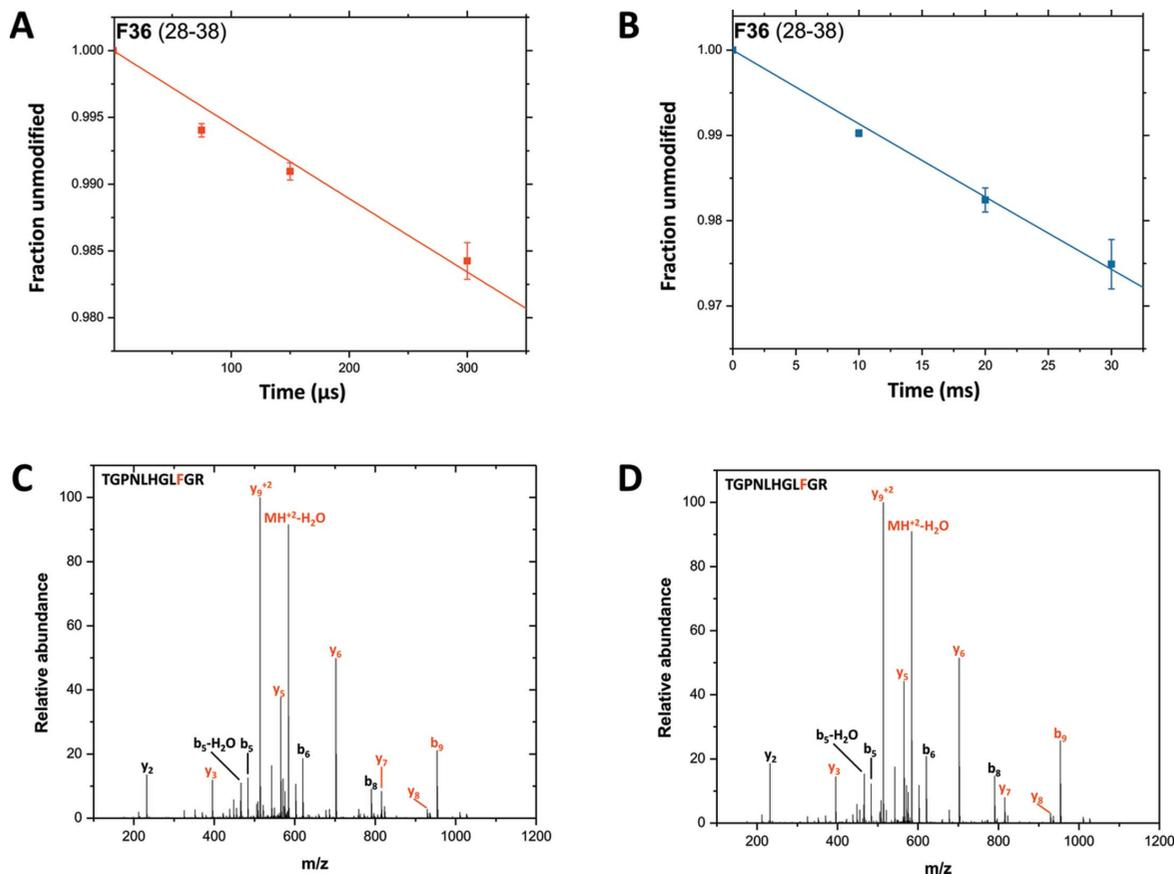 A
F36 (28-38)
1.000
0.995
0.990
0.985
0.980
Fraction unmodified
100
200
300
Time (µs)
B
F36 (28-38)
1.00
0.99
0.98
0.97
Fraction unmodified
0
5
10
15
20
25
30
Time (ms)
C
TGPNLHGLFGR
100
80
60
40
20
0
Relative abundance
y9+2
MH+2-H2O
y6
y5
b5-H2O
b5
b6
b9
y2
y3
y7
b8
y8
200
400
600
800
1000
1200
m/z
D
TGPNLHGLFGR
100
80
60
40
20
0
Relative abundance
y9+2
MH+2-H2O
y6
y5
b5-H2O
b5
b6
b9
y2
y3
b8
y7
y8
200
400
600
800
1000
1200
m/z